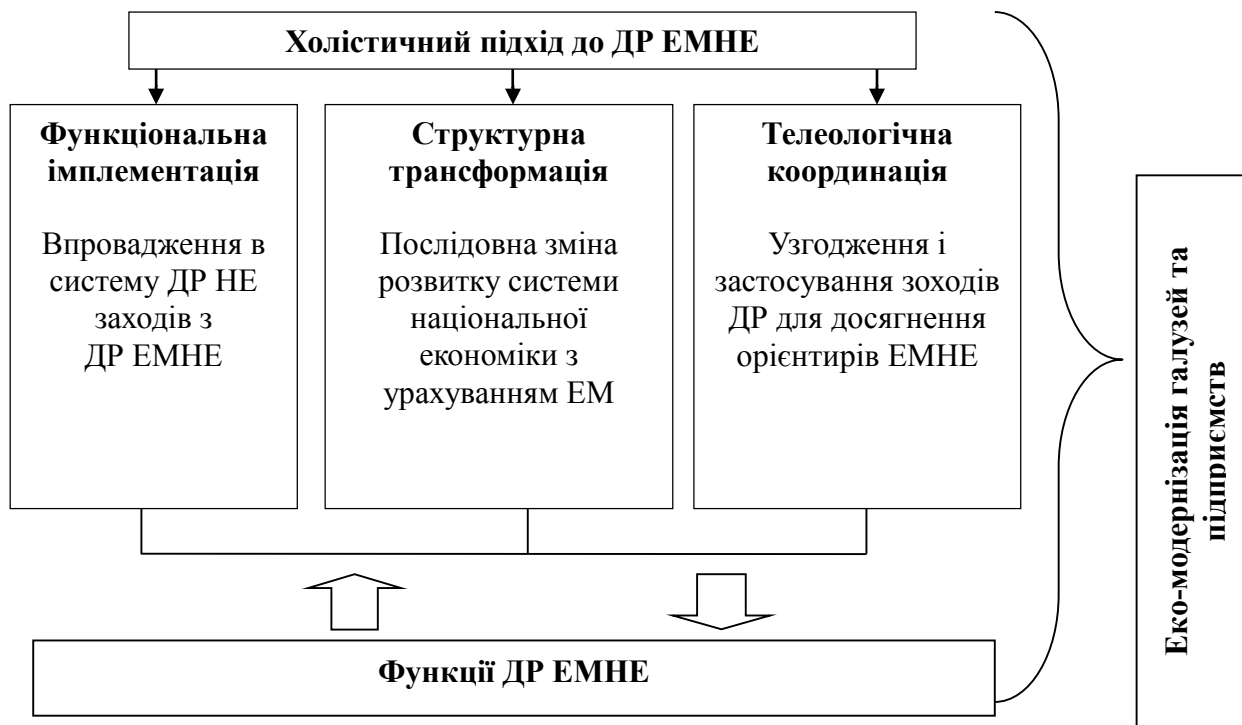 Холістичний підхід до ДР ЕМНЕ
Функціональна
імплементація
Впровадження в
систему ДР НЕ
заходів з
ДР ЕМНЕ
Структурна
трансформація
Послідовна зміна
розвитку системи
національної
економіки з
урахуванням ЕМ
Телеологічна
координація
Узгодження і
застосування зоходів
ДР для досягнення
орієнтирів ЕМНЕ
Еко-модернізація галузей та
підприємств
Функції ДР ЕМНЕ